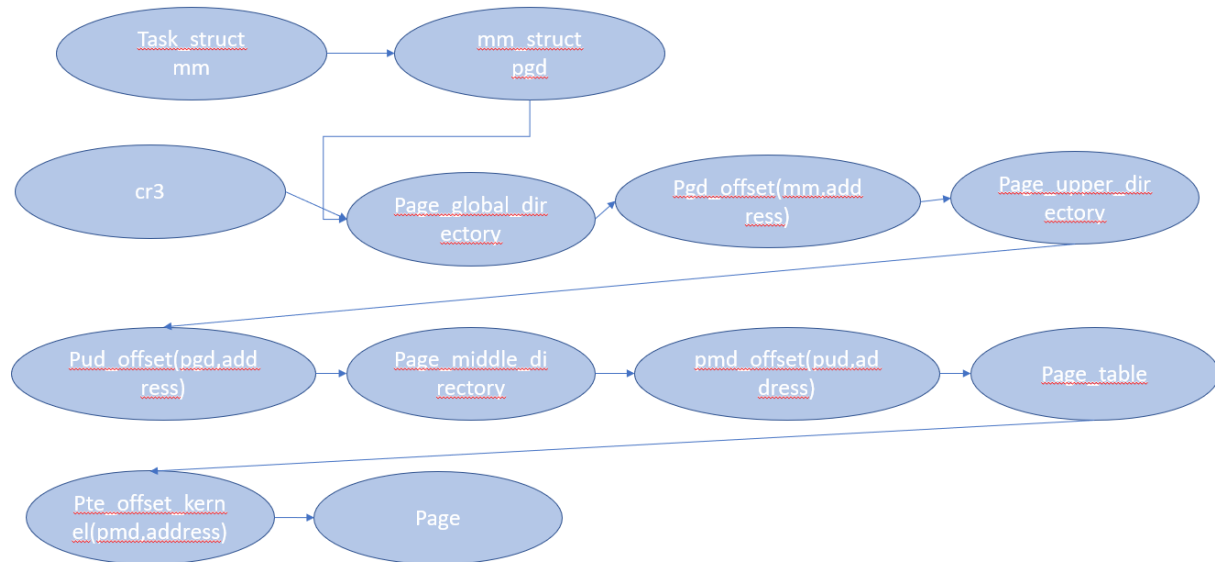 Task_struct
mm
mm_struct
pgd
cr3
Page_global_dir
ectory
Pgd_offset(mm,add
ress)
Page_upper_dir
ectory
Pud_offset(pgd,add
ress)
Page_middle_di
rectory
pmd_offset(pud,ad
dress)
Page_table
Pte_offset_kern
el(pmd,address)
Page